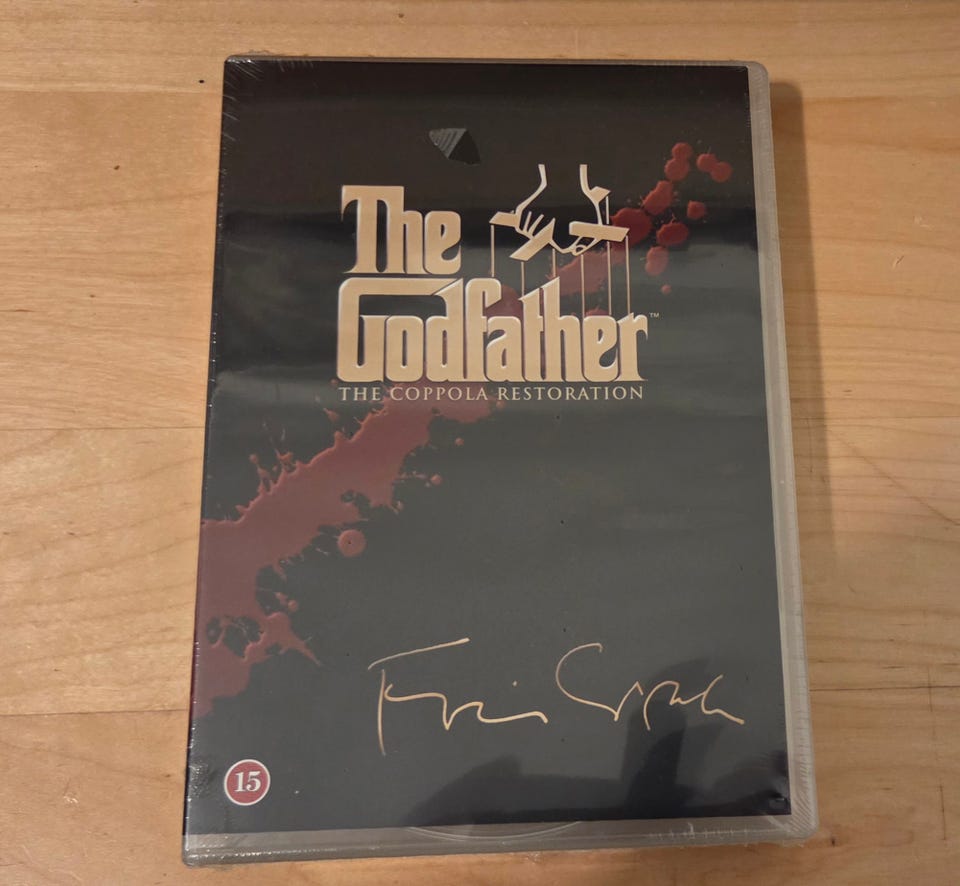 The
Godfather™
THE COPPOLA RESTORATION
15